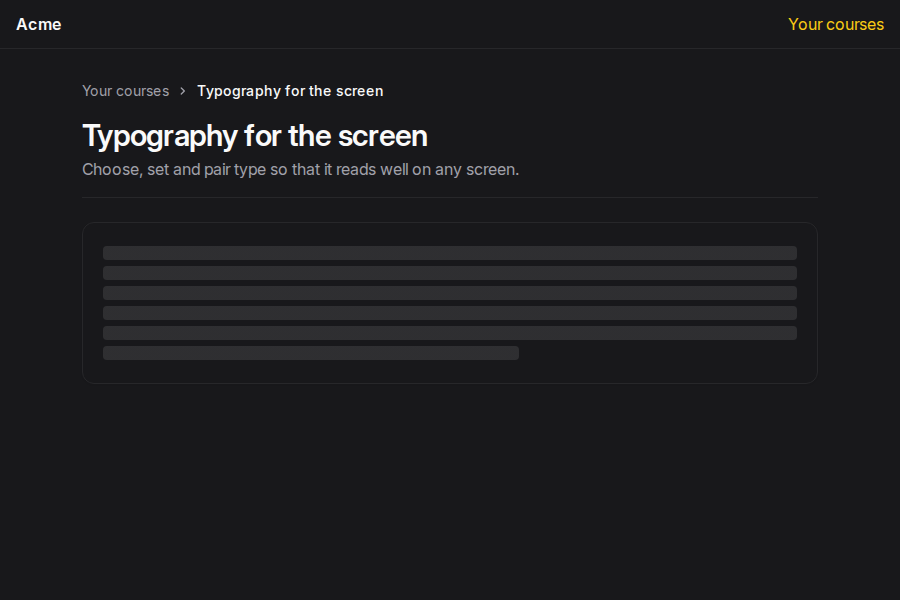 Acme
Your courses
Your courses > Typography for the screen
Typography for the screen
Choose, set and pair type so that it reads well on any screen.